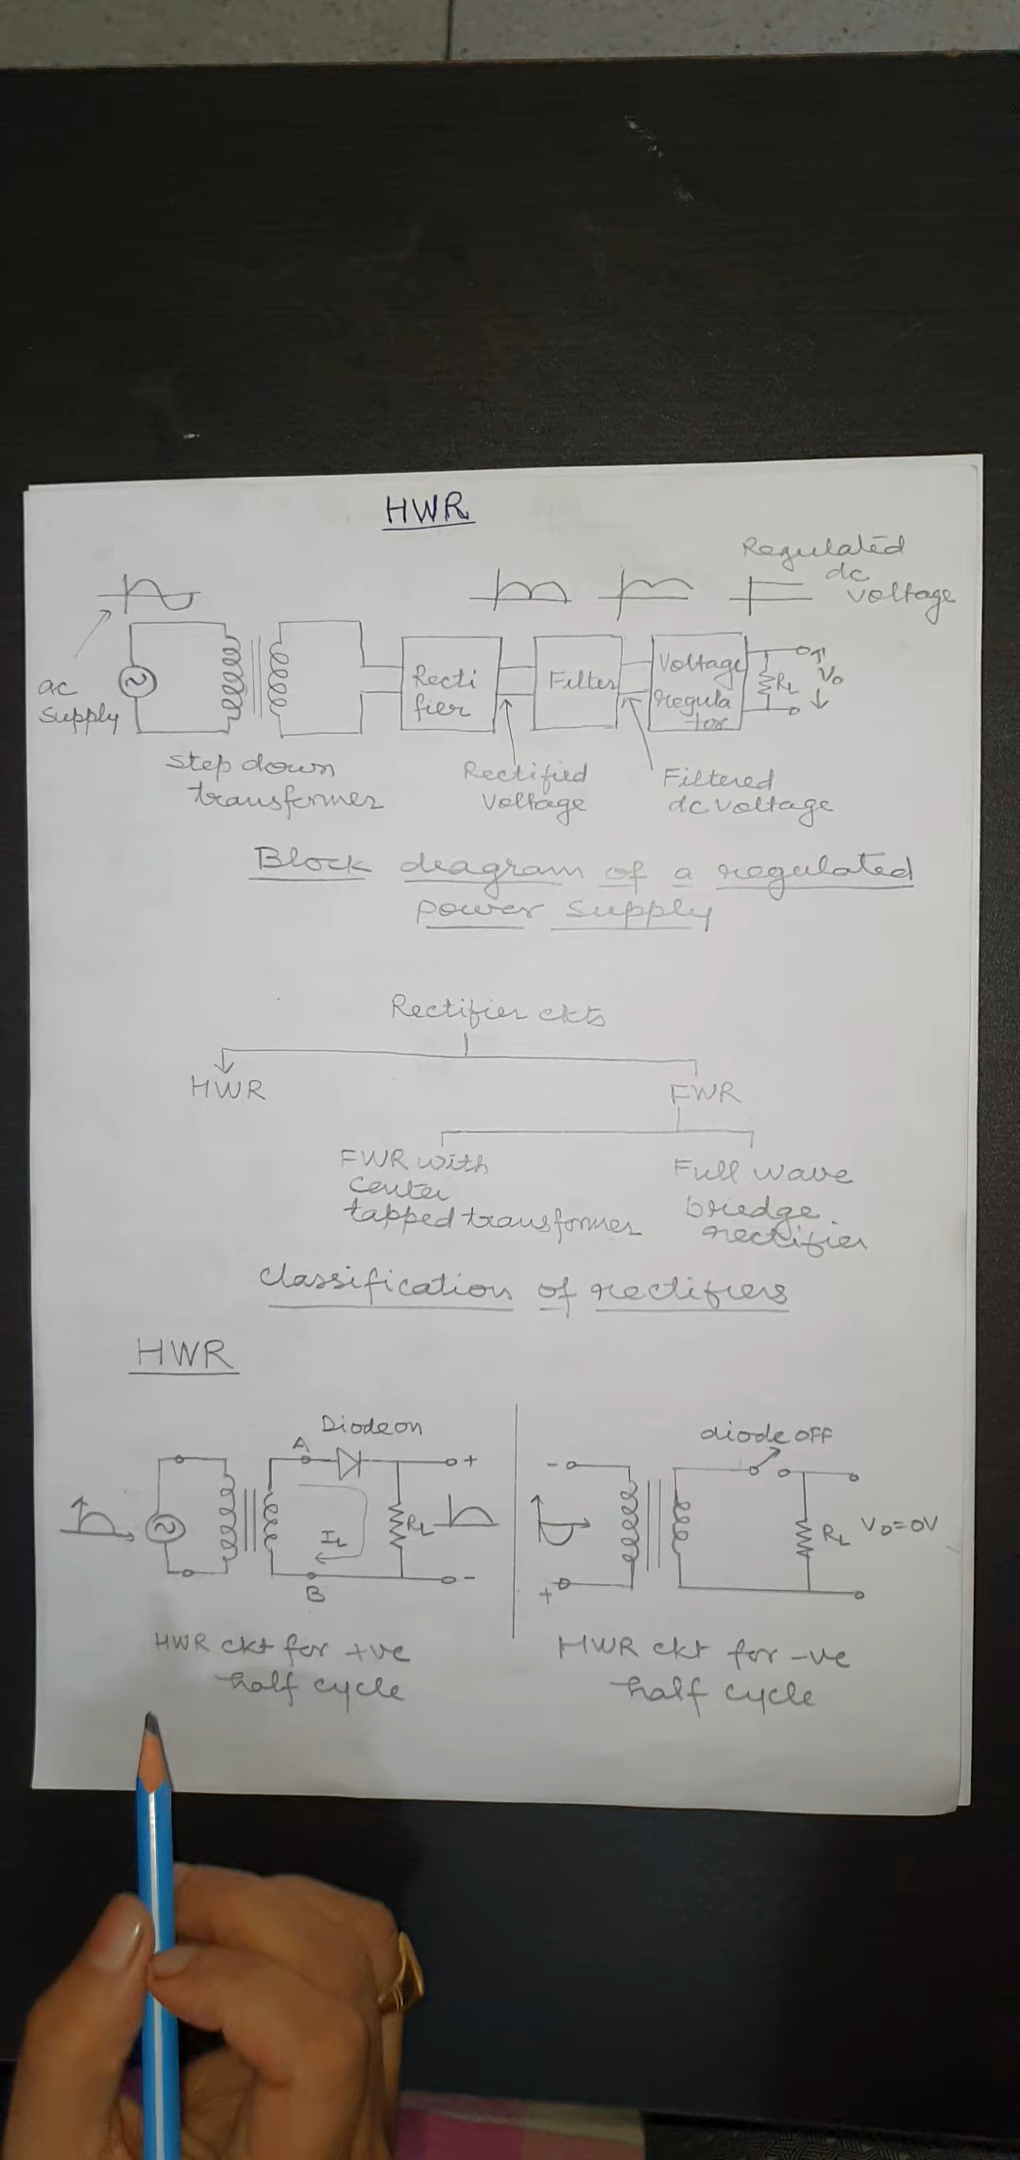 HWR
Regulated
dc
voltage
ac
supply
Recti
fier
Filter
Voltage
regula
tor
RL
Vo
Step down
transformer
Rectified
voltage
Filtered
dc voltage
Block deagram of a regulated
power supply
Rectifier ckts
HWR
FWR
FWR with
center
tapped transformer
Full wave
bridge
rectifier
classification of rectifiers
HWR
Diode on
A
+
IL
RL
B
-
HWR ckt for +ve
half cycle
diode OFF
-
RL
Vo=0V
+
HWR ckt for -ve
half cycle